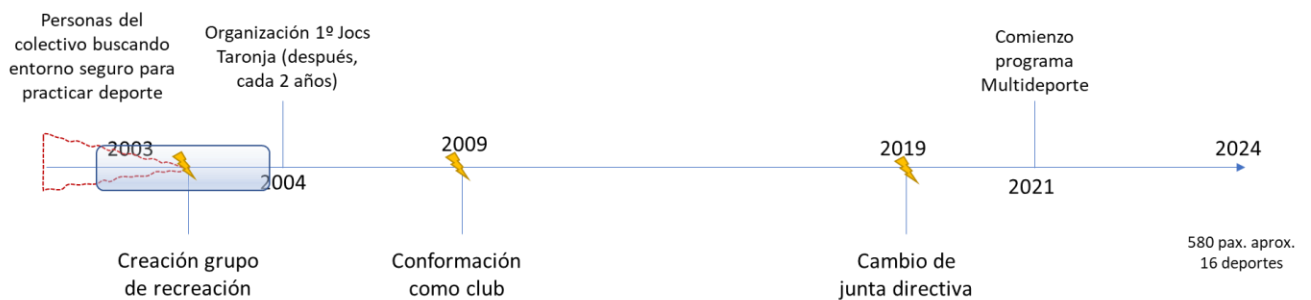 Personas del
colectivo buscando
entorno seguro para
practicar deporte
Organización 1º Jocs
Taronja (después,
cada 2 años)
Comienzo
programa
Multideporte
2003
2004
2009
2019
2021
2024
Creación grupo
de recreación
Conformación
como club
Cambio de
junta directiva
580 pax. aprox.
16 deportes